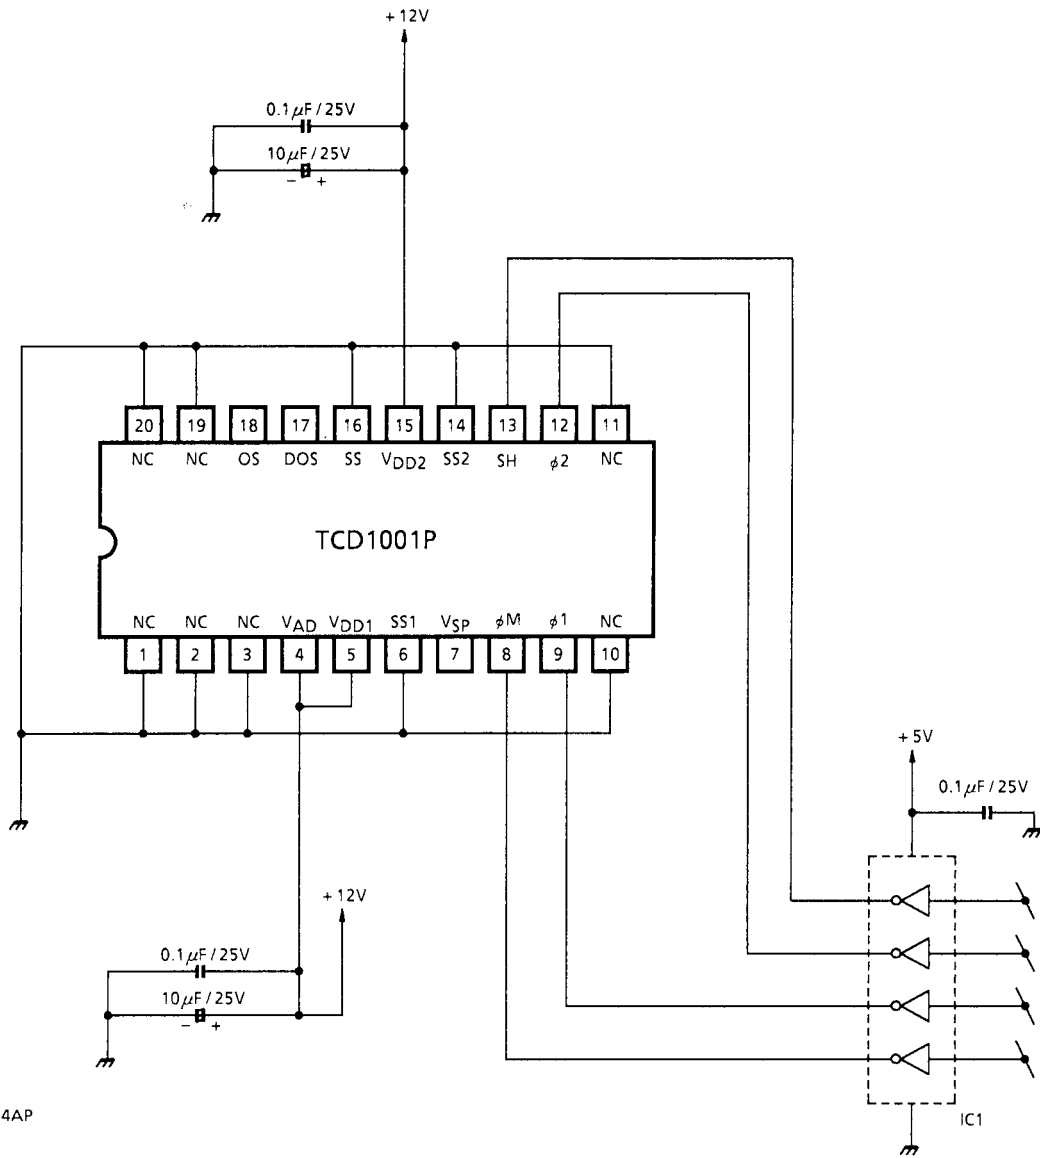 +12V
0.1μF/25V
10μF/25V
− +
20 19 18 17 16 15 14 13 12 11
NC NC OS DOS SS VDD2 SS2 SH φ2 NC
TCD1001P
NC NC NC VAD VDD1 SS1 VSP φM φ1 NC
1 2 3 4 5 6 7 8 9 10
+5V
0.1μF/25V
+12V
0.1μF/25V
10μF/25V
− +
4AP
IC1